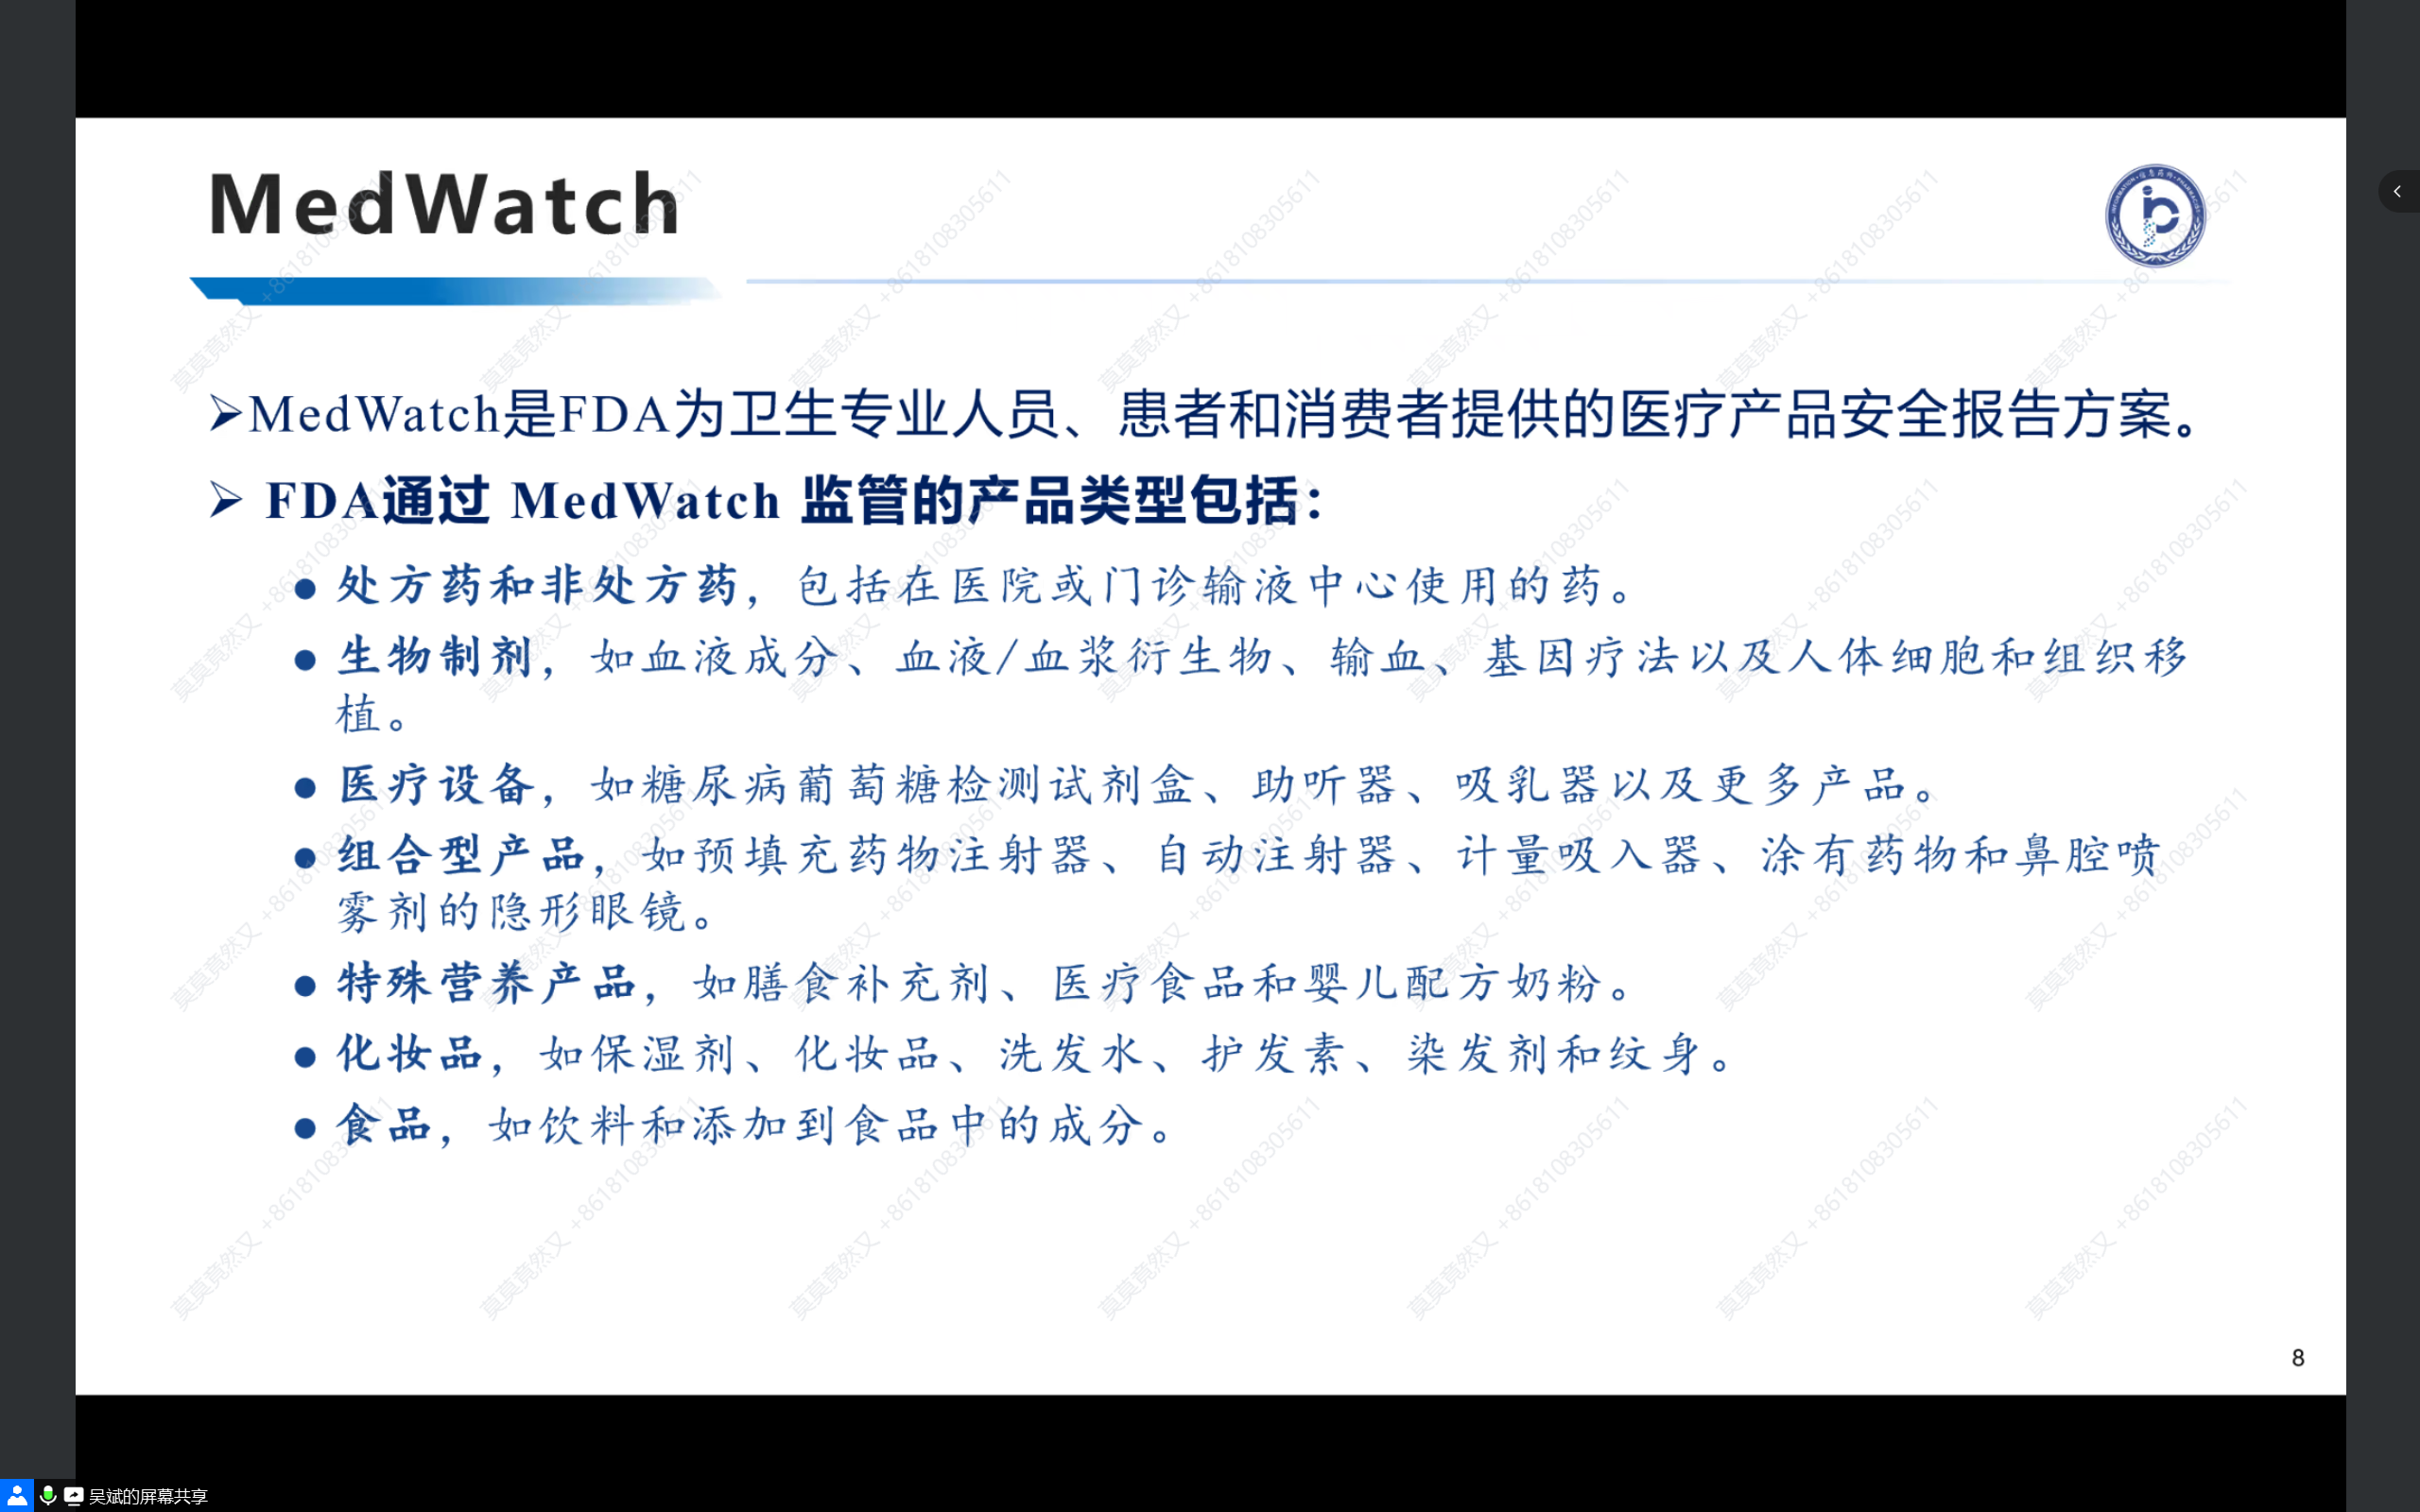 MedWatch
➢MedWatch是FDA为卫生专业人员、患者和消费者提供的医疗产品安全报告方案。
➢ FDA通过 MedWatch 监管的产品类型包括：
● 处方药和非处方药，包括在医院或门诊输液中心使用的药。
● 生物制剂，如血液成分、血液/血浆衍生物、输血、基因疗法以及人体细胞和组织移
植。
● 医疗设备，如糖尿病葡萄糖检测试剂盒、助听器、吸乳器以及更多产品。
● 组合型产品，如预填充药物注射器、自动注射器、计量吸入器、涂有药物和鼻腔喷
雾剂的隐形眼镜。
● 特殊营养产品，如膳食补充剂、医疗食品和婴儿配方奶粉。
● 化妆品，如保湿剂、化妆品、洗发水、护发素、染发剂和纹身。
● 食品，如饮料和添加到食品中的成分。
8
莫莫竟然又 +8618108305611
吴斌的屏幕共享